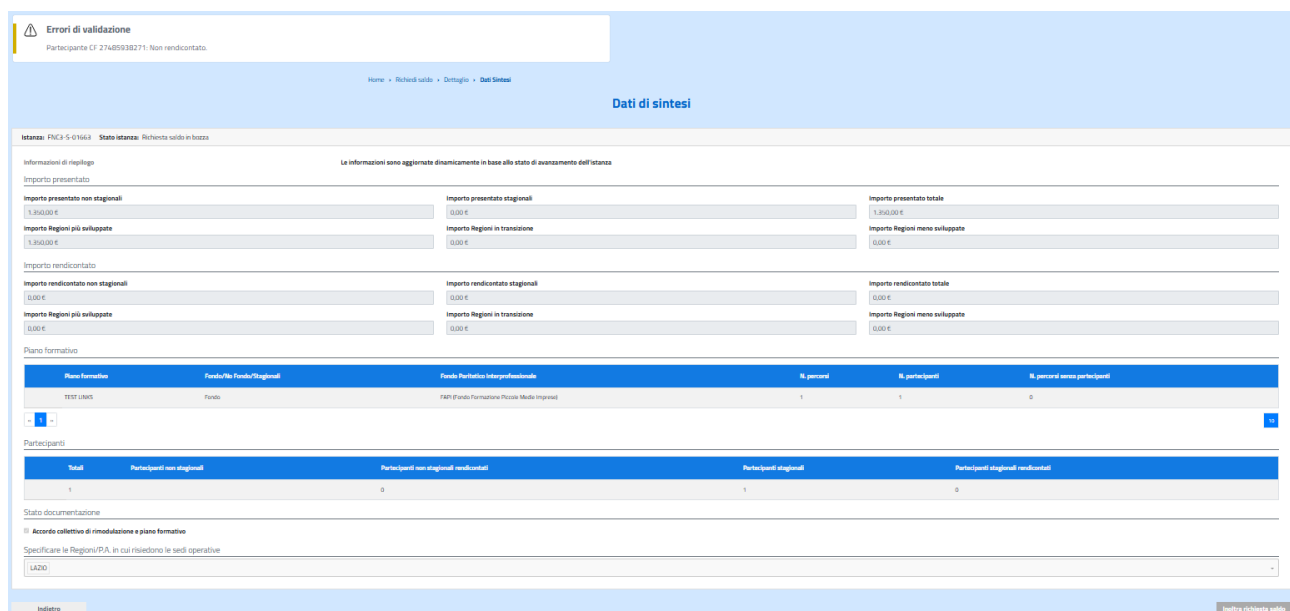 Errori di validazione
Partecipante CF 27485938271: Non rendicontato.
Home • Richiedi saldo • Dettaglio • Dati Sintesi
Dati di sintesi
Istanza: FNC3-S-01663 Stato istanza: Richiesta saldo in bozza
Informazioni di riepilogo Le informazioni sono aggiornate dinamicamente in base allo stato di avanzamento dell'istanza
Importo presentato
Importo presentato non stagionali Importo presentato stagionali Importo presentato totale
1.350,00 € 0,00 € 1.350,00 €
Importo Regioni più sviluppate Importo Regioni in transizione Importo Regioni meno sviluppate
1.350,00 € 0,00 € 0,00 €
Importo rendicontato
Importo rendicontato non stagionali Importo rendicontato stagionali Importo rendicontato totale
0,00 € 0,00 € 0,00 €
Importo Regioni più sviluppate Importo Regioni in transizione Importo Regioni meno sviluppate
0,00 € 0,00 € 0,00 €
Piano formativo
Piano formativo Fondo/No Fondo/Stagionali Fondo Paritetico Interprofessionale N. percorsi N. partecipanti N. percorsi senza partecipanti
TEST LINKS Fondo FAPI (Fondo Formazione Piccole Medie Imprese) 1 1 0
« 1 » 10
Partecipanti
Totali Partecipanti non stagionali Partecipanti non stagionali rendicontati Partecipanti stagionali Partecipanti stagionali rendicontati
1 0 1 0
Stato documentazione
Accordo collettivo di rimodulazione e piano formativo
Specificare le Regioni/P.A. in cui risiedono le sedi operative
LAZIO
Indietro Inoltra richiesta saldo